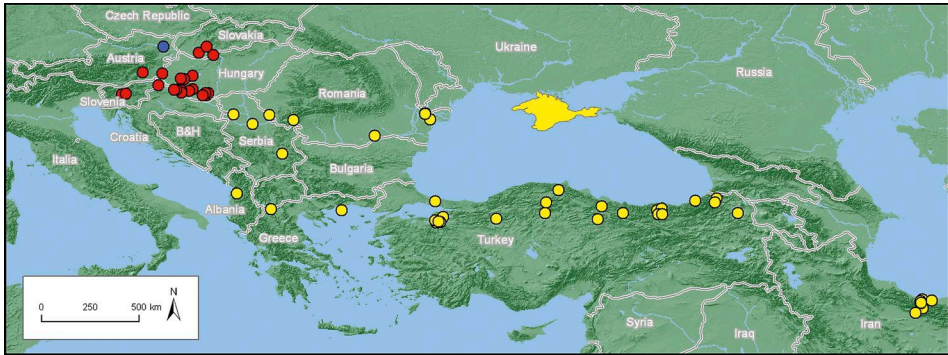 Czech Republic
Slovakia
Ukraine
Austria
Hungary
Russia
Romania
Slovenia
B&H
Croatia
Serbia
Italia
Bulgaria
Albania
Greece
Turkey
N
0 250 500 km
Syria
Iraq
Iran